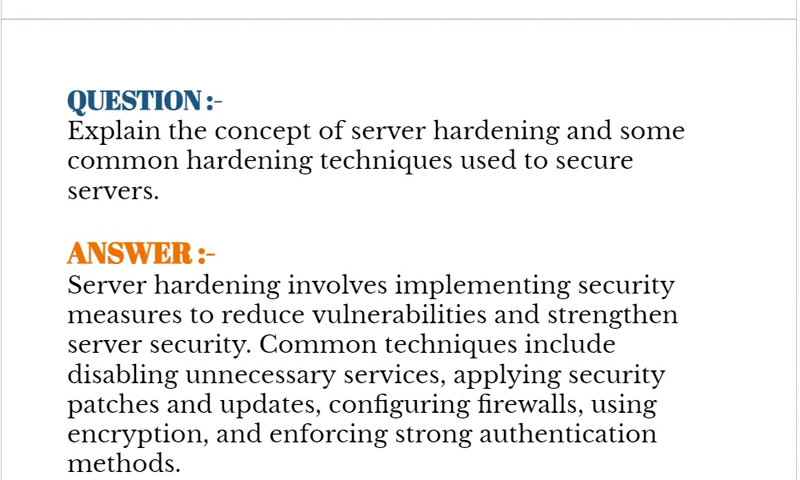 QUESTION :-
Explain the concept of server hardening and some
common hardening techniques used to secure
servers.
ANSWER :-
Server hardening involves implementing security
measures to reduce vulnerabilities and strengthen
server security. Common techniques include
disabling unnecessary services, applying security
patches and updates, configuring firewalls, using
encryption, and enforcing strong authentication
methods.